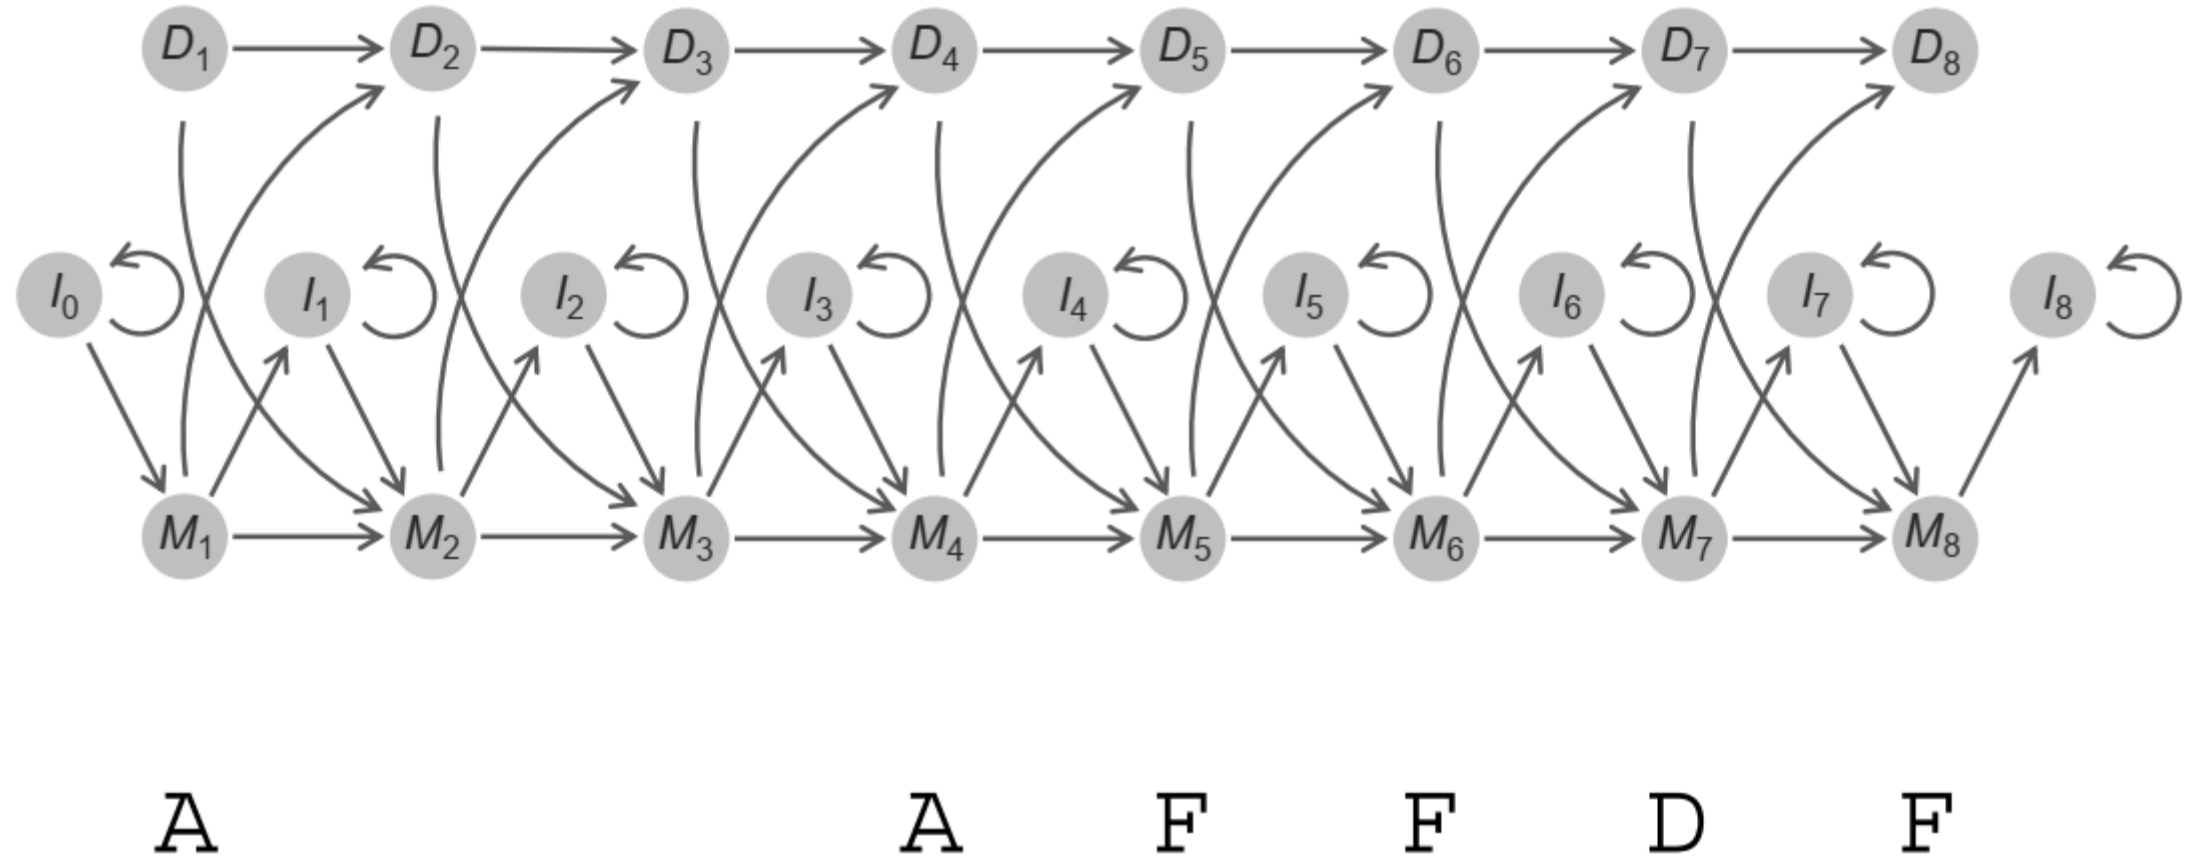 D₁ D₂ D₃ D₄ D₅ D₆ D₇ D₈
I₀ I₁ I₂ I₃ I₄ I₅ I₆ I₇ I₈
M₁ M₂ M₃ M₄ M₅ M₆ M₇ M₈
A A F F D F